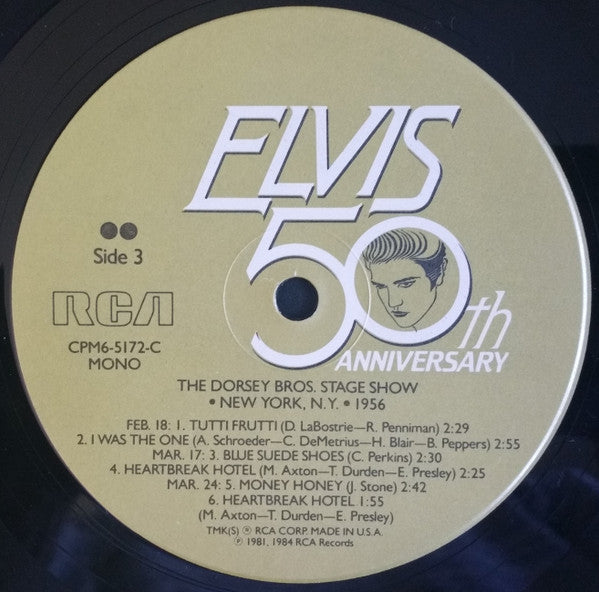 ELVIS
50th
ANNIVERSARY
Side 3
RCA
CPM6-5172-C
MONO
THE DORSEY BROS. STAGE SHOW
• NEW YORK, N.Y. • 1956
FEB. 18: 1. TUTTI FRUTTI (D. LaBostrie—R. Penniman) 2:29
2. I WAS THE ONE (A. Schroeder—C. DeMetrius—H. Blair—B. Peppers) 2:55
MAR. 17: 3. BLUE SUEDE SHOES (C. Perkins) 2:30
4. HEARTBREAK HOTEL (M. Axton—T. Durden—E. Presley) 2:25
MAR. 24: 5. MONEY HONEY (J. Stone) 2:42
6. HEARTBREAK HOTEL 1:55
(M. Axton—T. Durden—E. Presley)
TMK(S) ® RCA CORP. MADE IN U.S.A.
℗ 1981, 1984 RCA Records